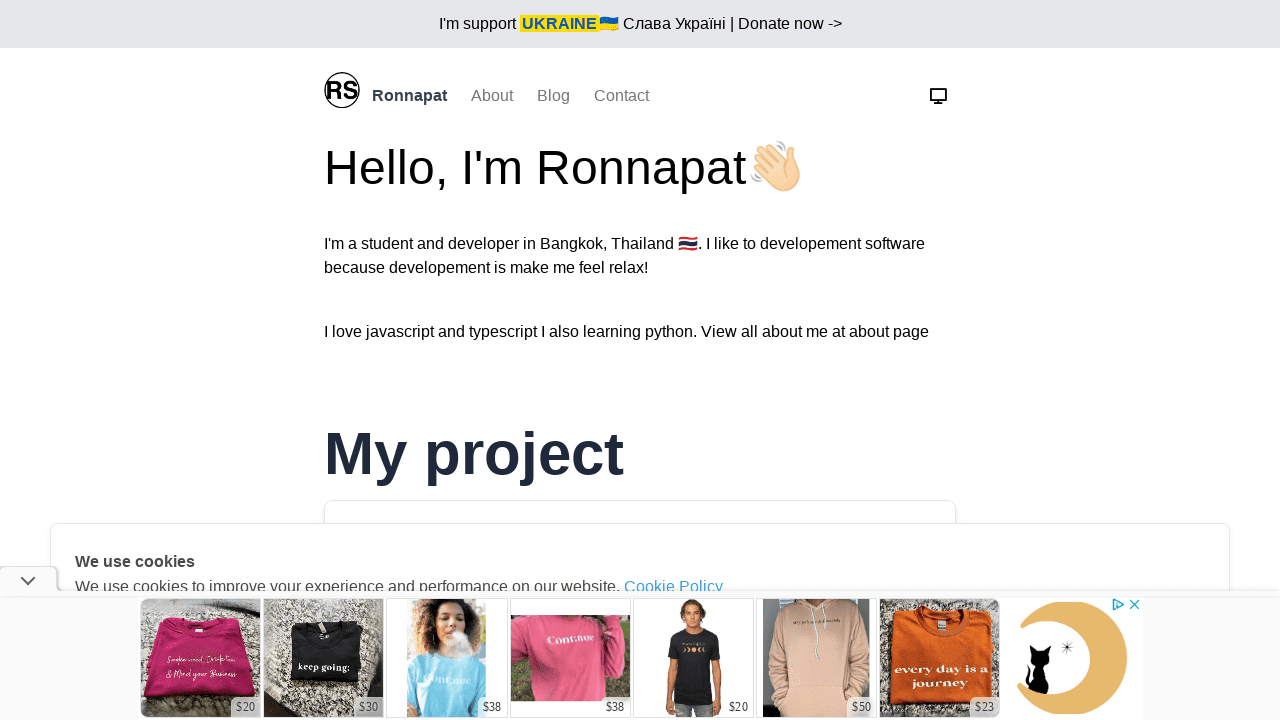 I'm support UKRAINE🇺🇦 Слава Україні | Donate now ->
RS Ronnapat About Blog Contact
Hello, I'm Ronnapat👋🏻
I'm a student and developer in Bangkok, Thailand 🇹🇭. I like to developement software
because developement is make me feel relax!
I love javascript and typescript I also learning python. View all about me at about page
My project
We use cookies
We use cookies to improve your experience and performance on our website. Cookie Policy
& Mind your Business
keep going;
Continue
Continue
every day is a
journey
$20
$30
$38
$38
$20
$50
$23